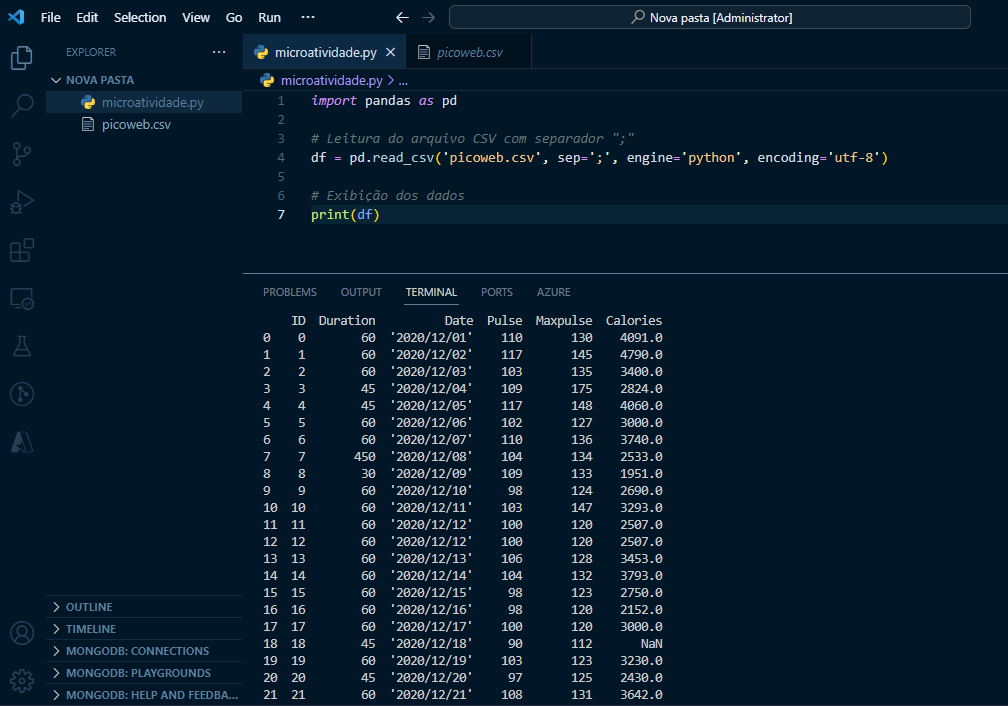 File Edit Selection View Go Run ··· ← → Nova pasta [Administrator]
EXPLORER ···
NOVA PASTA
microatividade.py
picoweb.csv
microatividade.py × picoweb.csv
microatividade.py > ...
1 import pandas as pd
2
3 # Leitura do arquivo CSV com separador ";"
4 df = pd.read_csv('picoweb.csv', sep=';', engine='python', encoding='utf-8')
5
6 # Exibição dos dados
7 print(df)
PROBLEMS OUTPUT TERMINAL PORTS AZURE
ID Duration Date Pulse Maxpulse Calories
0 0 60 '2020/12/01' 110 130 4091.0
1 1 60 '2020/12/02' 117 145 4790.0
2 2 60 '2020/12/03' 103 135 3400.0
3 3 45 '2020/12/04' 109 175 2824.0
4 4 45 '2020/12/05' 117 148 4060.0
5 5 60 '2020/12/06' 102 127 3000.0
6 6 60 '2020/12/07' 110 136 3740.0
7 7 450 '2020/12/08' 104 134 2533.0
8 8 30 '2020/12/09' 109 133 1951.0
9 9 60 '2020/12/10' 98 124 2690.0
10 10 60 '2020/12/11' 103 147 3293.0
11 11 60 '2020/12/12' 100 120 2507.0
12 12 60 '2020/12/12' 100 120 2507.0
13 13 60 '2020/12/13' 106 128 3453.0
14 14 60 '2020/12/14' 104 132 3793.0
15 15 60 '2020/12/15' 98 123 2750.0
16 16 60 '2020/12/16' 98 120 2152.0
17 17 60 '2020/12/17' 100 120 3000.0
18 18 45 '2020/12/18' 90 112 NaN
19 19 60 '2020/12/19' 103 123 3230.0
20 20 45 '2020/12/20' 97 125 2430.0
21 21 60 '2020/12/21' 108 131 3642.0
OUTLINE
TIMELINE
MONGODB: CONNECTIONS
MONGODB: PLAYGROUNDS
MONGODB: HELP AND FEEDBA...